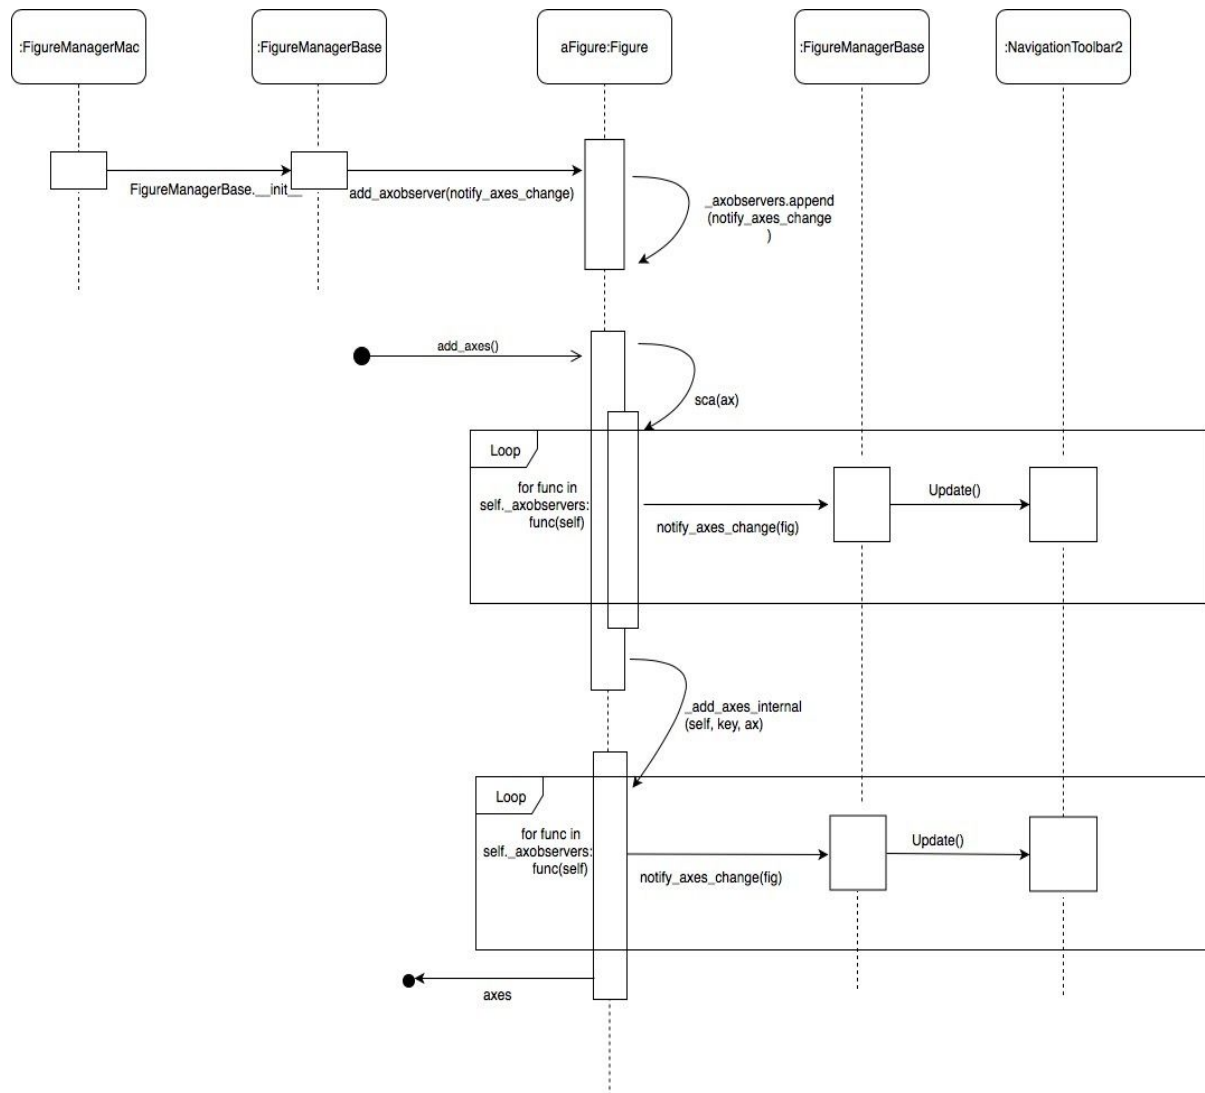 :FigureManagerMac
:FigureManagerBase
aFigure:Figure
:FigureManagerBase
:NavigationToolbar2
FigureManagerBase.__init__
add_axobserver(notify_axes_change)
_axobservers.append
(notify_axes_change
)
add_axes()
sca(ax)
Loop
for func in
self._axobservers:
func(self)
notify_axes_change(fig)
Update()
_add_axes_internal
(self, key, ax)
Loop
for func in
self._axobservers:
func(self)
notify_axes_change(fig)
Update()
axes